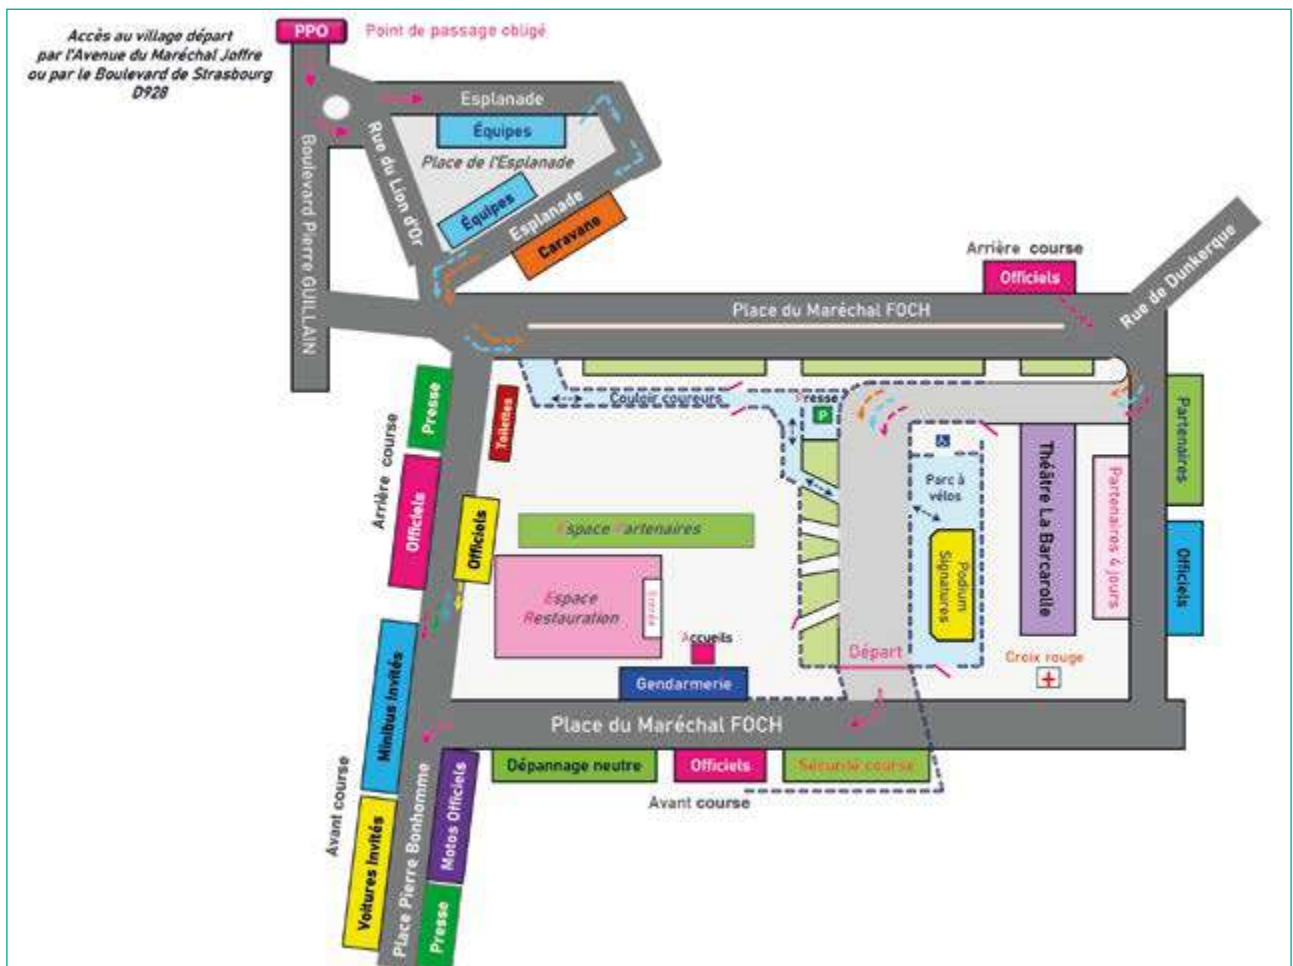 Accès au village départ
par l'Avenue du Maréchal Joffre
ou par le Boulevard de Strasbourg
D928
PPO
Point de passage obligé
Esplanade
Équipes
Place de l'Esplanade
Rue du Lion d'Or
Boulevard Pierre GUILLAIN
Équipes
Esplanade
Caravane
Arrière course
Officiels
Rue de Dunkerque
Place du Maréchal FOCH
Presse
Toilettes
Couloir coureurs
Presse
P
Partenaires
Arrière course
Officiels
Officiels
Espace Partenaires
Parc à
vélos
Podium
Signatures
Théâtre La Barcarolle
Partenaires 4 jours
Officiels
Espace
Restauration
Entrée
Accueils
Gendarmerie
Départ
Croix rouge
Minibus Invités
Place du Maréchal FOCH
Dépannage neutre
Officiels
Sécurité course
Avant course
Avant course
Voitures Invités
Place Pierre Bonhomme
Motos Officiels
Presse